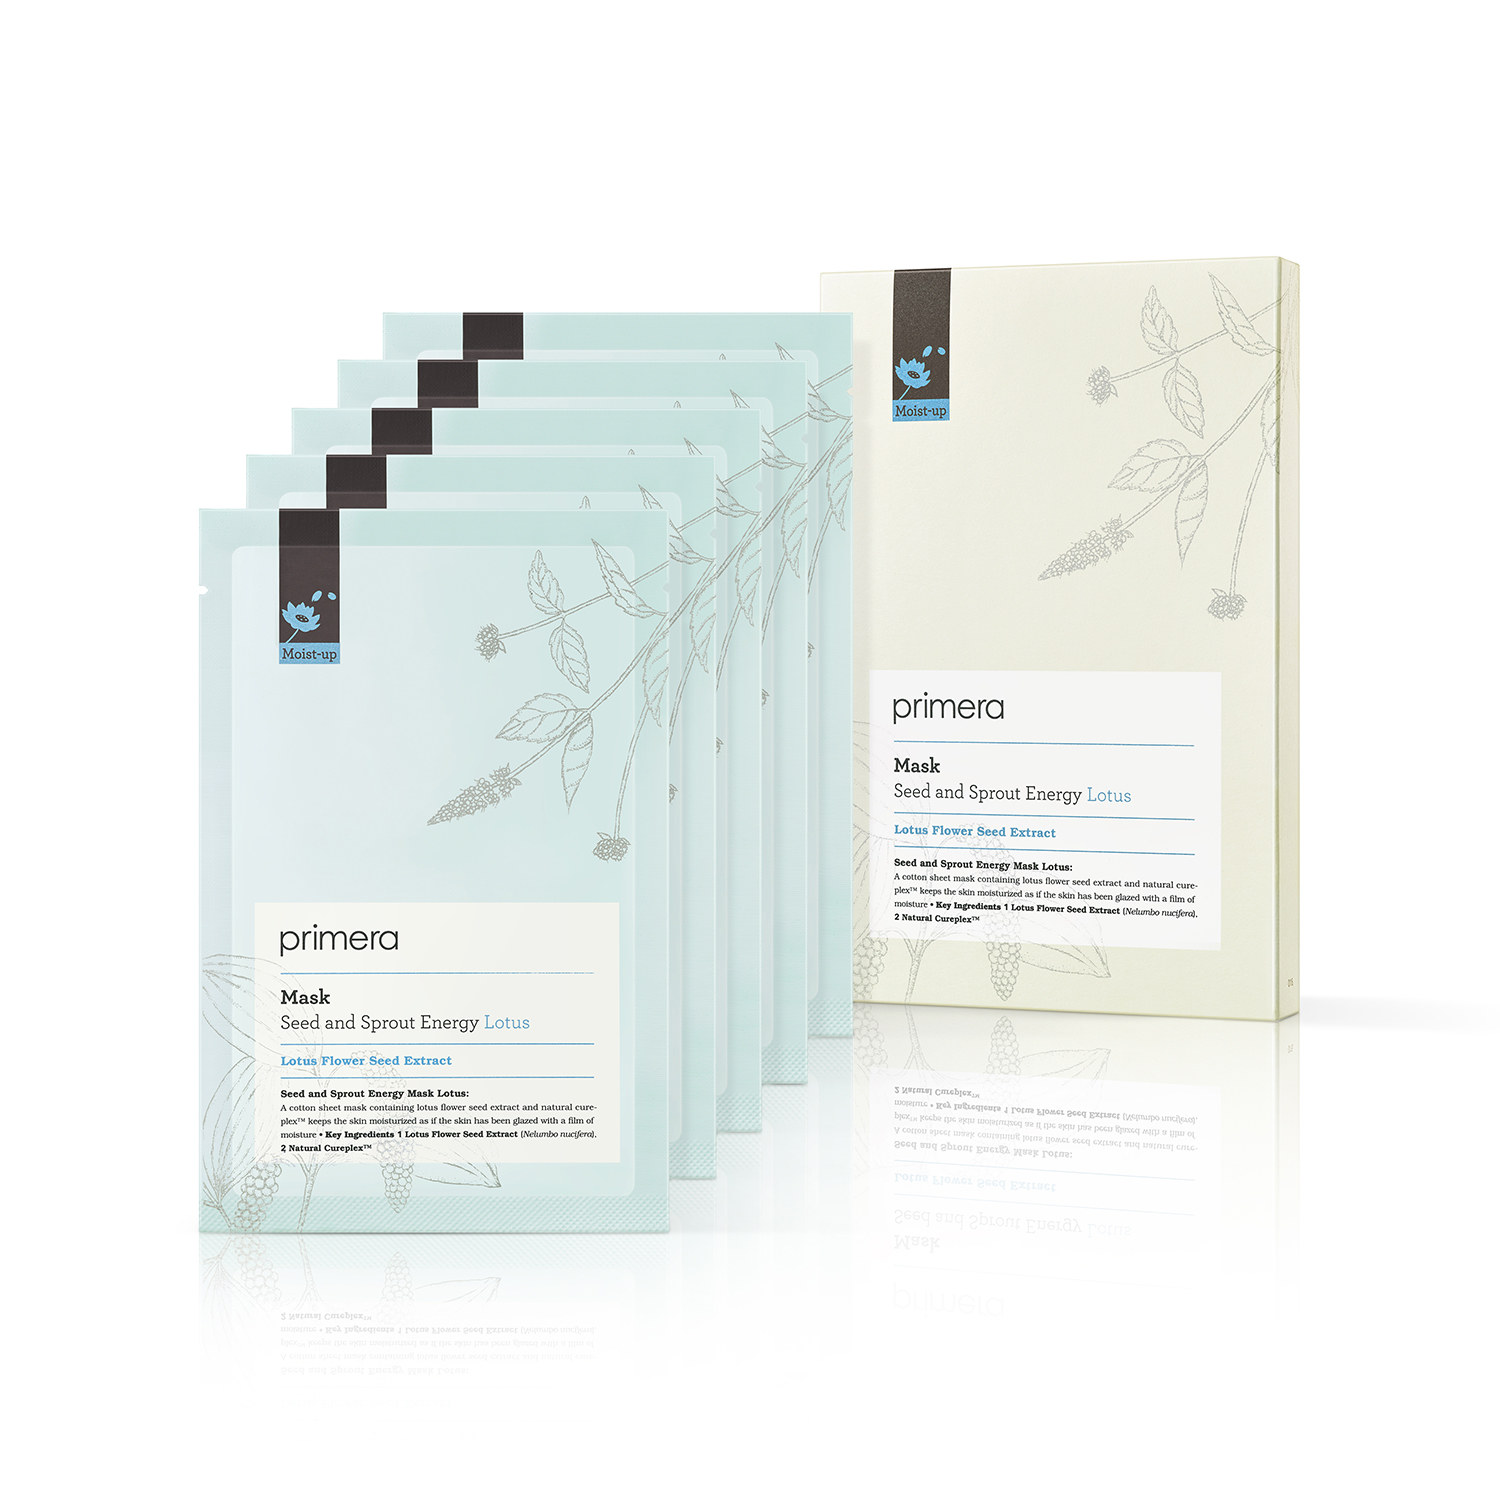 Moist-up
primera
Mask
Seed and Sprout Energy Lotus
Lotus Flower Seed Extract
Seed and Sprout Energy Mask Lotus:
A cotton sheet mask containing lotus flower seed extract and natural cure-
plex™ keeps the skin moisturized as if the skin has been glazed with a film of
moisture • Key Ingredients 1 Lotus Flower Seed Extract (Nelumbo nucifera),
2 Natural Cureplex™
Moist-up
primera
Mask
Seed and Sprout Energy Lotus
Lotus Flower Seed Extract
Seed and Sprout Energy Mask Lotus:
A cotton sheet mask containing lotus flower seed extract and natural cure-
plex™ keeps the skin moisturized as if the skin has been glazed with a film of
moisture • Key Ingredients 1 Lotus Flower Seed Extract (Nelumbo nucifera),
2 Natural Cureplex™